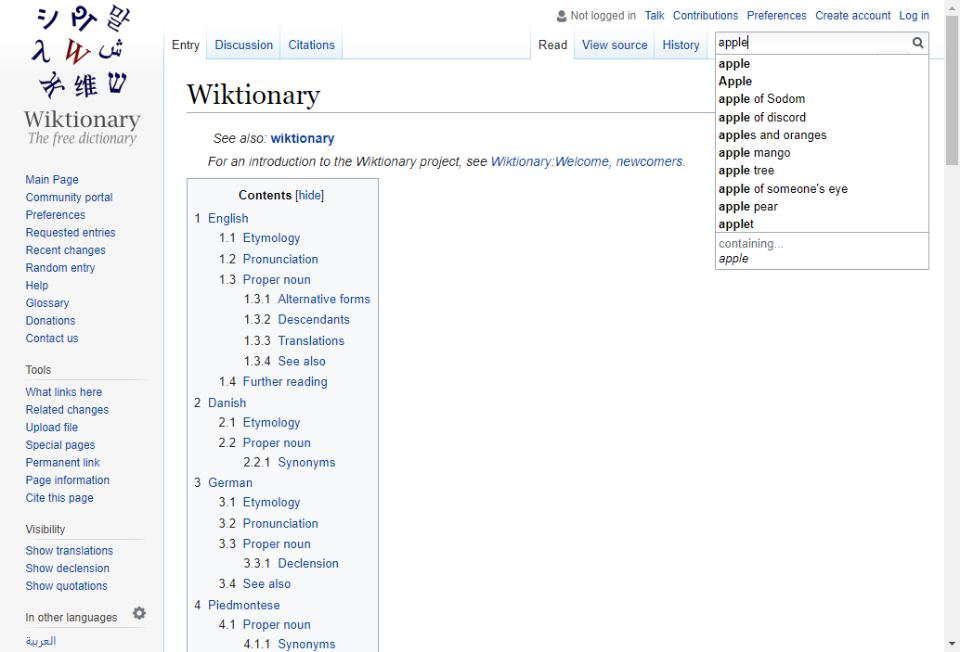 Wiktionary
The free dictionary
Not logged in Talk Contributions Preferences Create account Log in
Entry Discussion Citations Read View source History
apple
apple
Apple
apple of Sodom
apple of discord
apples and oranges
apple mango
apple tree
apple of someone's eye
apple pear
applet
containing...
apple
Wiktionary
See also: wiktionary
For an introduction to the Wiktionary project, see Wiktionary:Welcome, newcomers.
Contents [hide]
1 English
1.1 Etymology
1.2 Pronunciation
1.3 Proper noun
1.3.1 Alternative forms
1.3.2 Descendants
1.3.3 Translations
1.3.4 See also
1.4 Further reading
2 Danish
2.1 Etymology
2.2 Proper noun
2.2.1 Synonyms
3 German
3.1 Etymology
3.2 Pronunciation
3.3 Proper noun
3.3.1 Declension
3.4 See also
4 Piedmontese
4.1 Proper noun
4.1.1 Synonyms
Main Page
Community portal
Preferences
Requested entries
Recent changes
Random entry
Help
Glossary
Donations
Contact us
Tools
What links here
Related changes
Upload file
Special pages
Permanent link
Page information
Cite this page
Visibility
Show translations
Show declension
Show quotations
In other languages
العربية